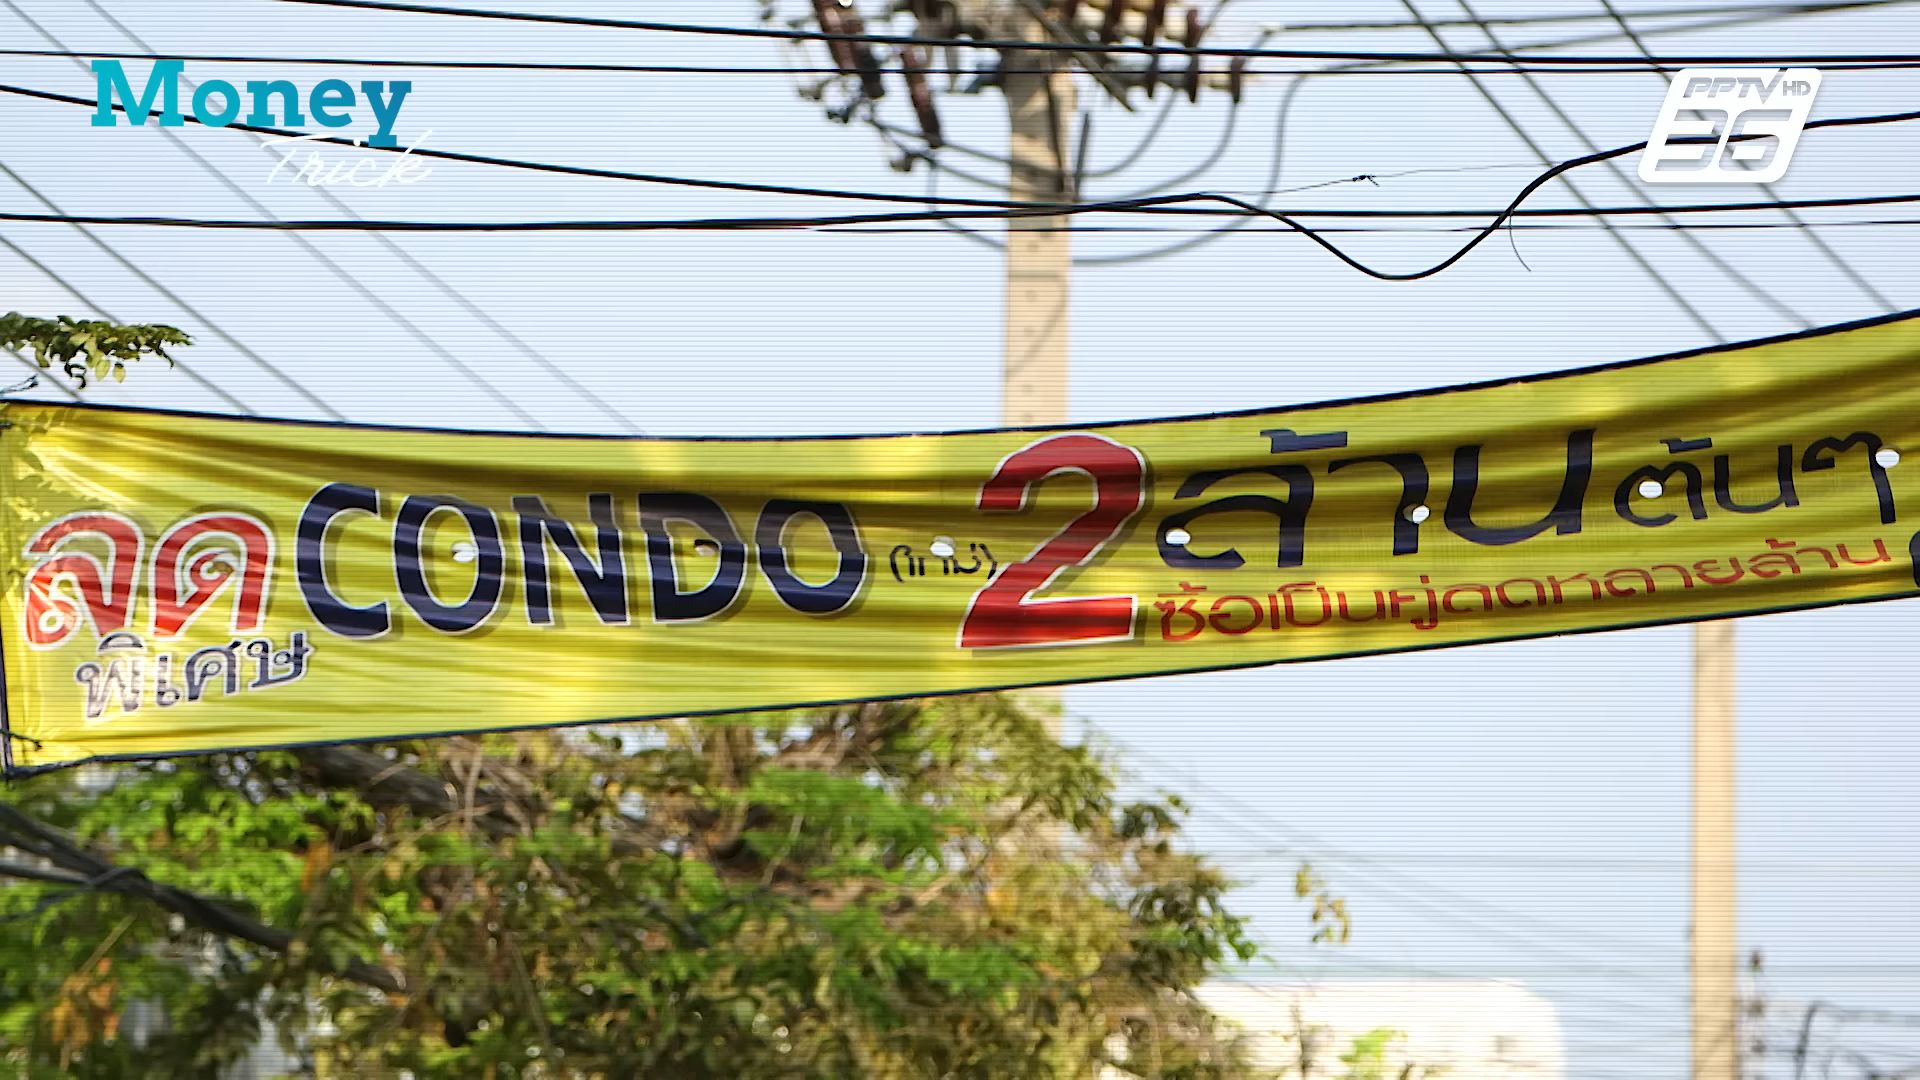 Money
Trick
PPTV HD
36
ลด CONDO (ใหม่) 2 ล้าน ต้นๆ
พิเศษ
ซื้อเป็นคู่ลดหลายล้าน